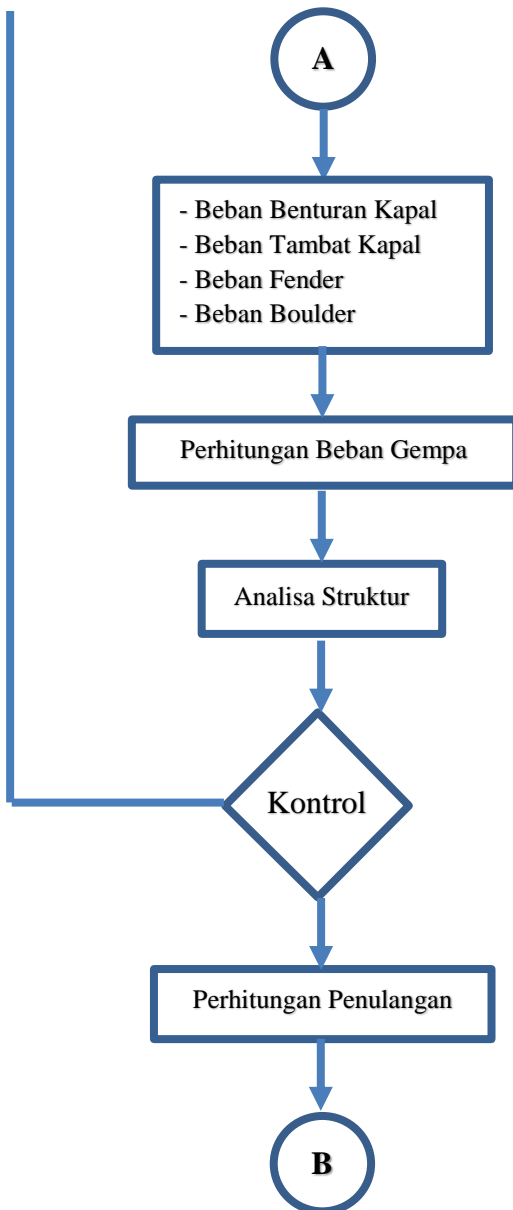 A
- Beban Benturan Kapal
- Beban Tambat Kapal
- Beban Fender
- Beban Boulder
Perhitungan Beban Gempa
Analisa Struktur
Kontrol
Perhitungan Penulangan
B